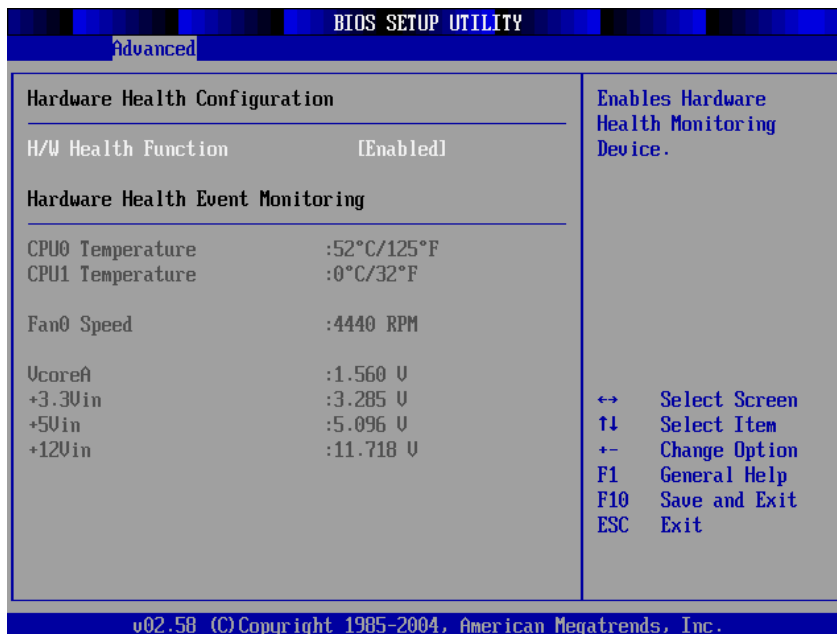 BIOS SETUP UTILITY
Advanced
Hardware Health Configuration
H/W Health Function [Enabled]
Hardware Health Event Monitoring
CPU0 Temperature :52°C/125°F
CPU1 Temperature :0°C/32°F
Fan0 Speed :4440 RPM
VcoreA :1.560 V
+3.3Vin :3.285 V
+5Vin :5.096 V
+12Vin :11.718 V
Enables Hardware
Health Monitoring
Device.
↔ Select Screen
↑↓ Select Item
+- Change Option
F1 General Help
F10 Save and Exit
ESC Exit
v02.58 (C)Copyright 1985-2004, American Megatrends, Inc.